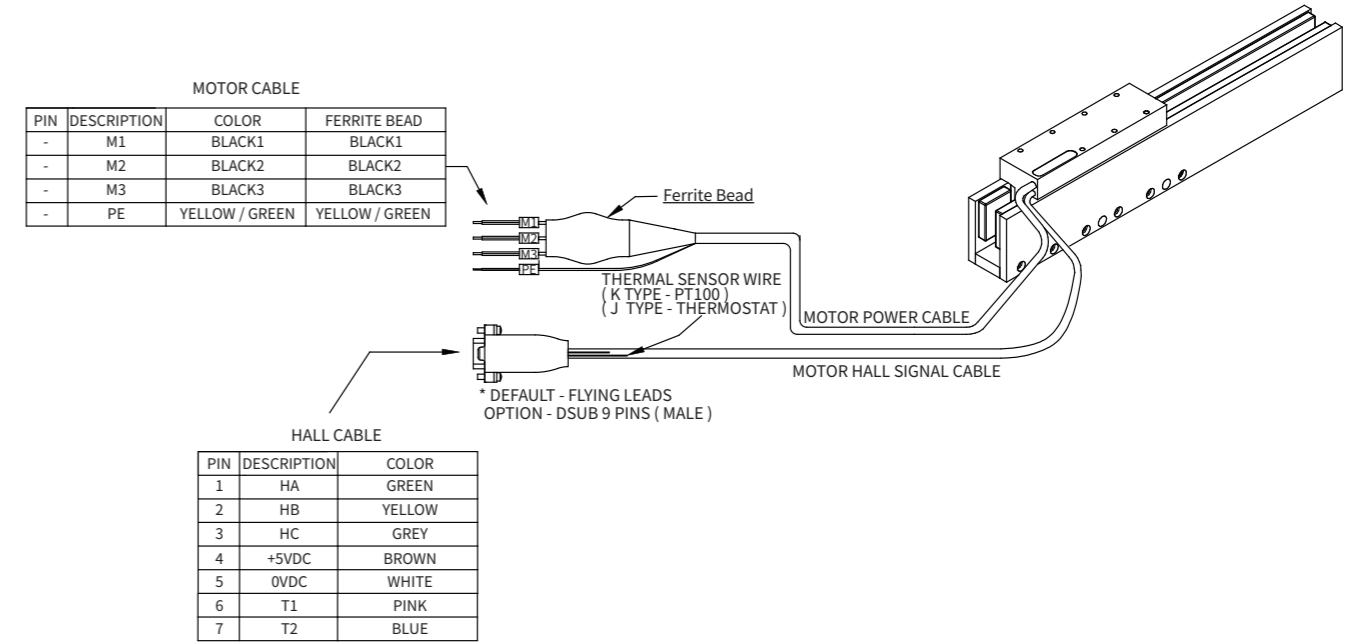 MOTOR CABLE
PIN DESCRIPTION COLOR FERRITE BEAD
- M1 BLACK1 BLACK1
- M2 BLACK2 BLACK2
- M3 BLACK3 BLACK3
- PE YELLOW / GREEN YELLOW / GREEN
Ferrite Bead
M1
M2
M3
PE
THERMAL SENSOR WIRE
( K TYPE - PT100 )
( J TYPE - THERMOSTAT )
MOTOR POWER CABLE
MOTOR HALL SIGNAL CABLE
* DEFAULT - FLYING LEADS
OPTION - DSUB 9 PINS ( MALE )
HALL CABLE
PIN DESCRIPTION COLOR
1 HA GREEN
2 HB YELLOW
3 HC GREY
4 +5VDC BROWN
5 0VDC WHITE
6 T1 PINK
7 T2 BLUE